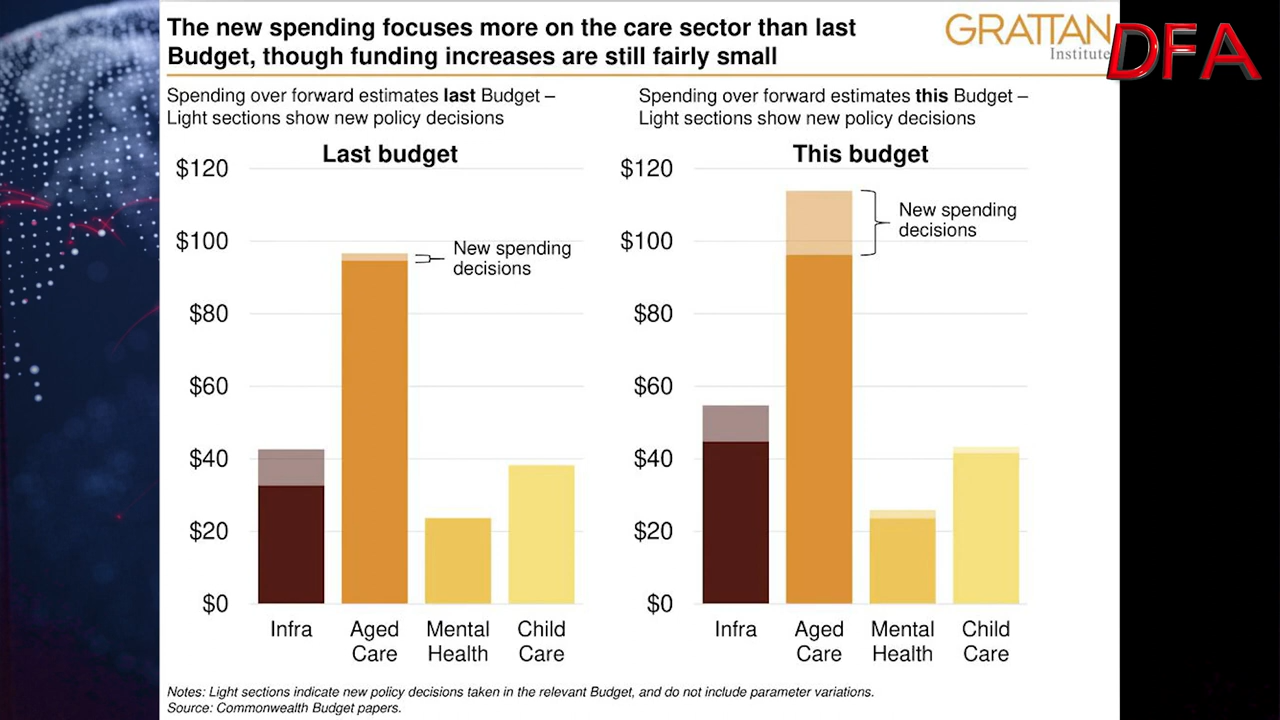 The new spending focuses more on the care sector than last
Budget, though funding increases are still fairly small
GRATTAN
Institute
DFA
Spending over forward estimates last Budget –
Light sections show new policy decisions
Last budget
$120
$100
$80
$60
$40
$20
$0
New spending
decisions
Infra
Aged
Care
Mental
Health
Child
Care
Spending over forward estimates this Budget –
Light sections show new policy decisions
This budget
$120
$100
$80
$60
$40
$20
$0
New spending
decisions
Infra
Aged
Care
Mental
Health
Child
Care
Notes: Light sections indicate new policy decisions taken in the relevant Budget, and do not include parameter variations.
Source: Commonwealth Budget papers.